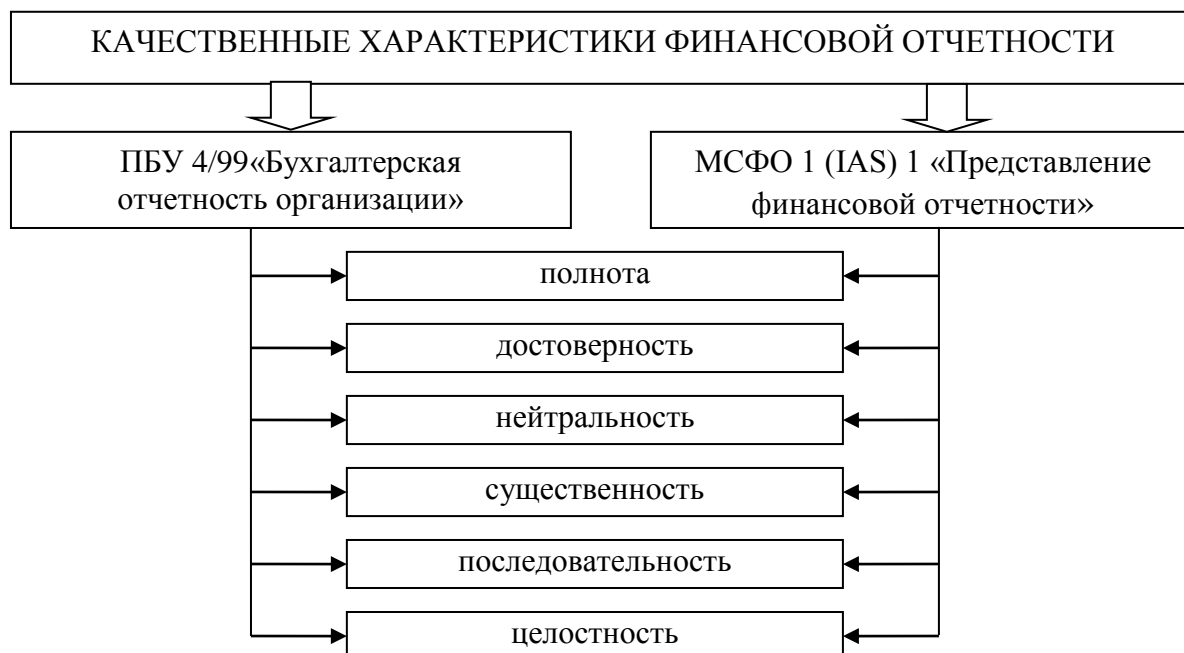 КАЧЕСТВЕННЫЕ ХАРАКТЕРИСТИКИ ФИНАНСОВОЙ ОТЧЕТНОСТИ
ПБУ 4/99«Бухгалтерская
отчетность организации»
МСФО 1 (IAS) 1 «Представление
финансовой отчетности»
полнота
достоверность
нейтральность
существенность
последовательность
целостность